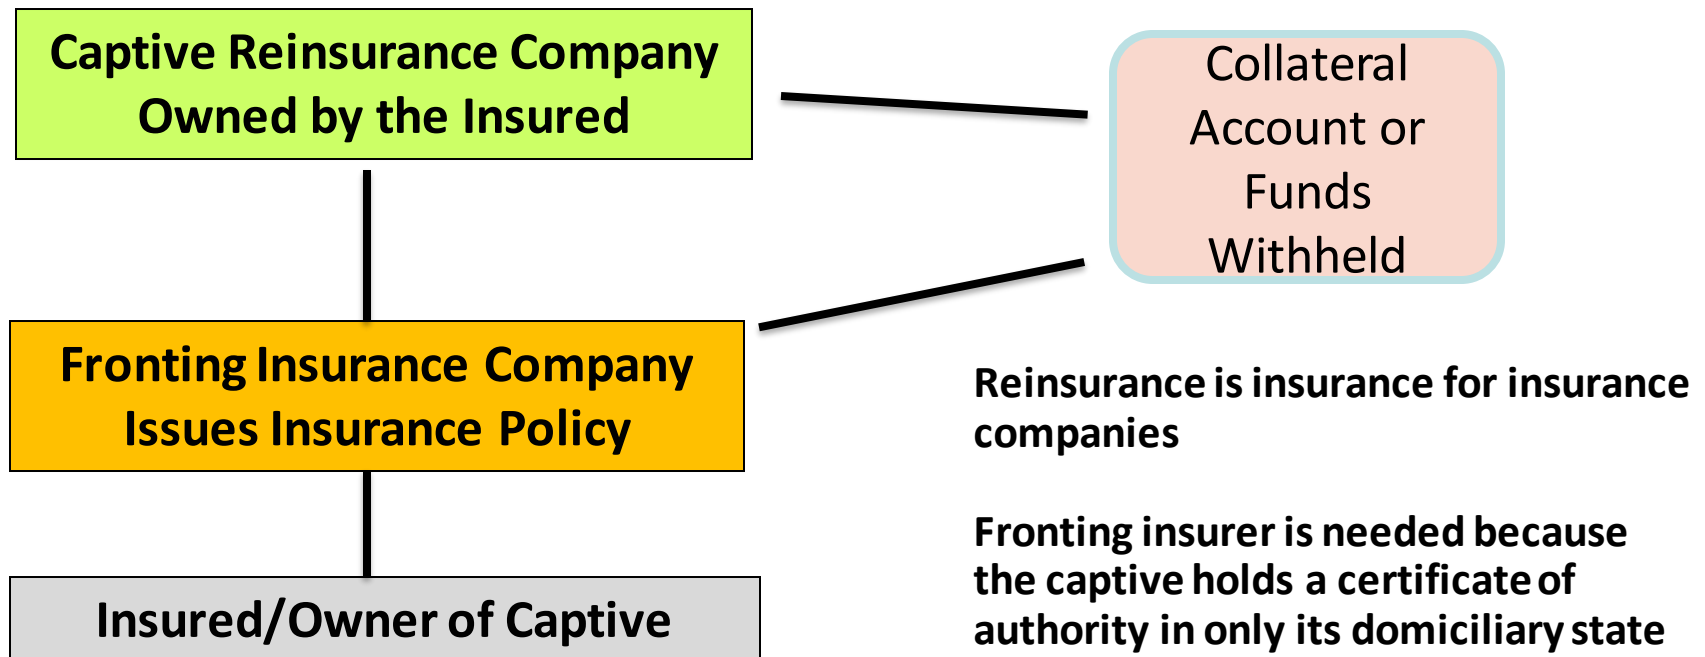 Captive Reinsurance Company
Owned by the Insured
Collateral
Account or
Funds
Withheld
Fronting Insurance Company
Issues Insurance Policy
Reinsurance is insurance for insurance
companies
Fronting insurer is needed because
the captive holds a certificate of
authority in only its domiciliary state
Insured/Owner of Captive